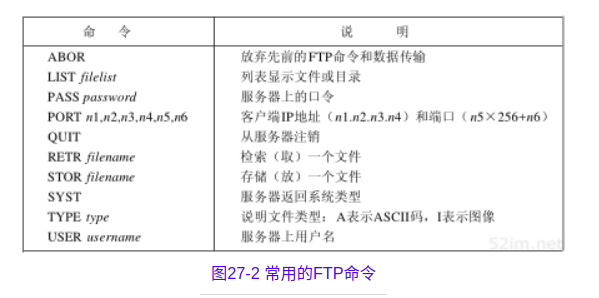 命 令 说 明
ABOR 放弃先前的FTP命令和数据传输
LIST filelist 列表显示文件或目录
PASS password 服务器上的口令
PORT n1,n2,n3,n4,n5,n6 客户端IP地址（n1.n2.n3.n4）和端口（n5×256+n6）
QUIT 从服务器注销
RETR filename 检索（取）一个文件
STOR filename 存储（放）一个文件
SYST 服务器返回系统类型
TYPE type 说明文件类型：A表示ASCII码，I表示图像
USER username 服务器上用户名
52im.net
图27-2 常用的FTP命令